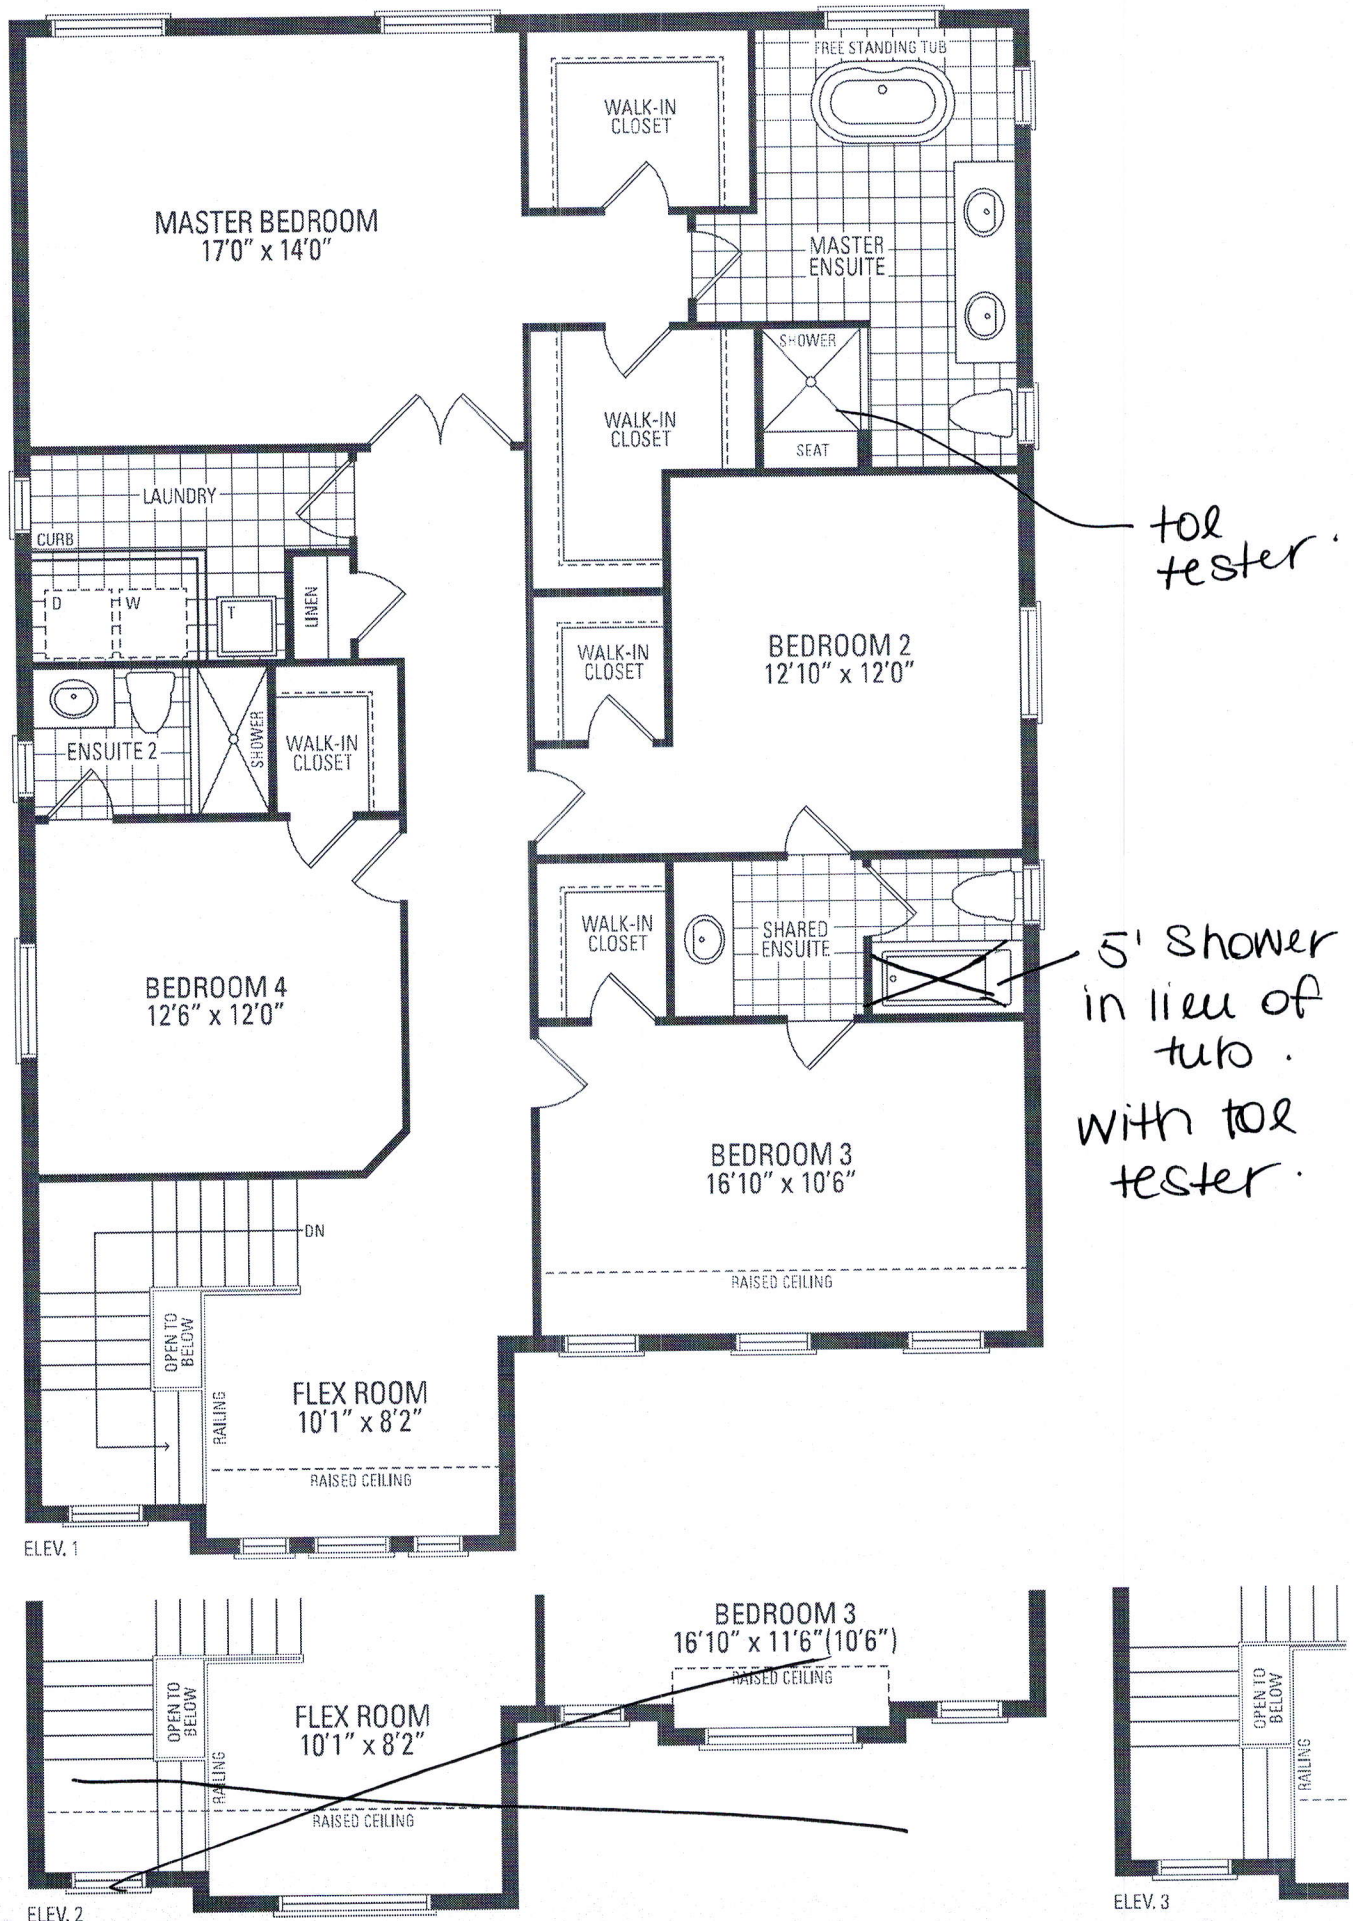 FREE STANDING TUB
WALK-IN
CLOSET
MASTER BEDROOM
17'0" x 14'0"
MASTER
ENSUITE
SHOWER
WALK-IN
CLOSET
SEAT
LAUNDRY
CURB
toe
tester.
D
W
T
LINEN
WALK-IN
CLOSET
BEDROOM 2
12'10" x 12'0"
ENSUITE 2
SHOWER
WALK-IN
CLOSET
WALK-IN
CLOSET
SHARED
ENSUITE
5' Shower
in lieu of
tub.
with toe
tester.
BEDROOM 4
12'6" x 12'0"
BEDROOM 3
16'10" x 10'6"
RAISED CEILING
DN
OPEN TO
BELOW
RAILING
FLEX ROOM
10'1" x 8'2"
RAISED CEILING
ELEV. 1
BEDROOM 3
16'10" x 11'6"(10'6")
RAISED CEILING
OPEN TO
BELOW
RAILING
FLEX ROOM
10'1" x 8'2"
RAISED CEILING
ELEV. 2
OPEN TO
BELOW
RAILING
ELEV. 3